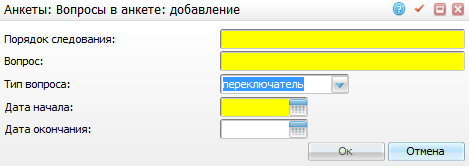 Анкеты: Вопросы в анкете: добавление
Порядок следования:
Вопрос:
Тип вопроса: переключатель
Дата начала:
Дата окончания:
Ок Отмена